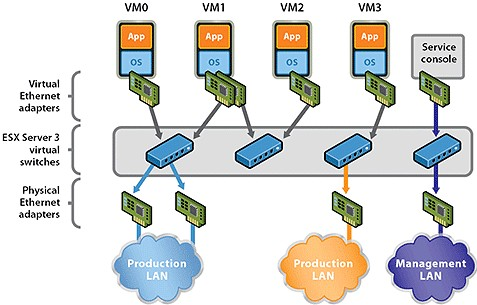 VM0
VM1
VM2
VM3
App
App
App
App
OS
OS
OS
OS
Service
console
Virtual
Ethernet
adapters
ESX Server 3
virtual
switches
Physical
Ethernet
adapters
Production
LAN
Production
LAN
Management
LAN